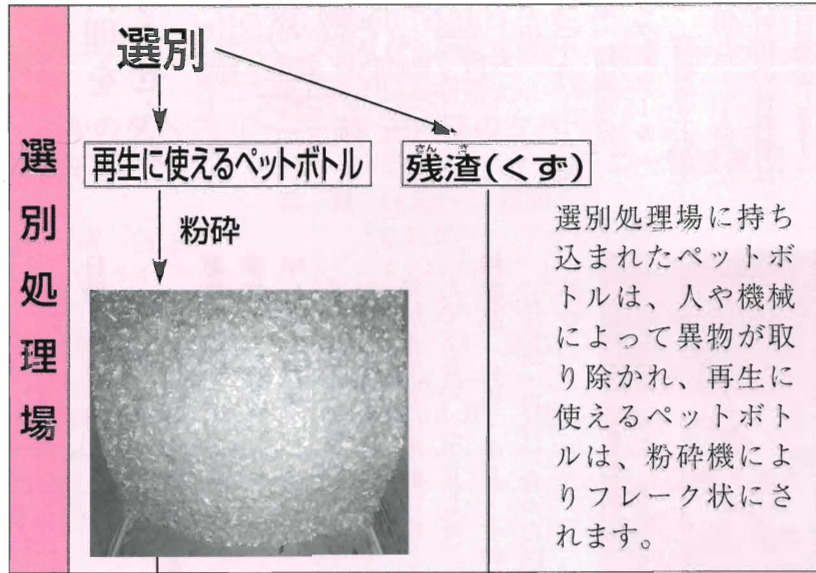 選別処理場
選別
再生に使えるペットボトル
残渣(くず)
さん さ
粉砕
選別処理場に持ち
込まれたペットボ
トルは、人や機械
によって異物が取
り除かれ、再生に
使えるペットボト
ルは、粉砕機によ
りフレーク状にさ
れます。